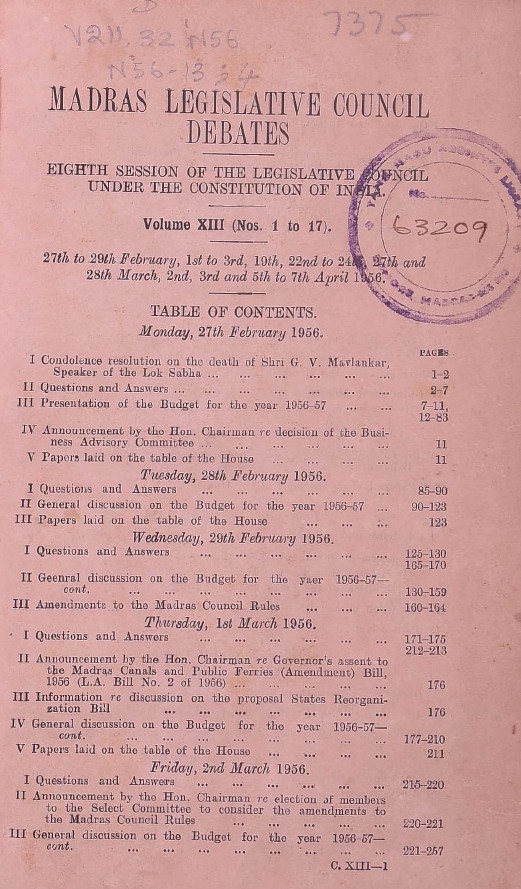 7375
V211, 32 'N56
N56-13
MADRAS LEGISLATIVE COUNCIL
DEBATES
EIGHTH SESSION OF THE LEGISLATIVE COUNCIL
UNDER THE CONSTITUTION OF INDIA.
No.
63209
Volume XIII (Nos. 1 to 17).
27th to 29th February, 1st to 3rd, 19th, 22nd to 24th, 27th and
28th March, 2nd, 3rd and 5th to 7th April 1956.
TABLE OF CONTENTS.
Monday, 27th February 1956.
PAGES
I Condolence resolution on the death of Shri G. V. Mavlankar,
Speaker of the Lok Sabha ... ... ... ... ... ... 1-2
II Questions and Answers ... ... ... ... ... ... 2-7
III Presentation of the Budget for the year 1956-57 ... ... 7-11,
12-83
IV Announcement by the Hon. Chairman re decision of the Busi-
ness Advisory Committee ... ... ... ... ... 11
V Papers laid on the table of the House ... ... ... ... 11
Tuesday, 28th February 1956.
I Questions and Answers ... ... ... ... ... ... 85-90
II General discussion on the Budget for the year 1956-57 ... 90-123
III Papers laid on the table of the House ... ... ... 123
Wednesday, 29th February 1956.
I Questions and Answers ... ... ... ... ... ... 125-130
165-170
II Geenral discussion on the Budget for the yaer 1956-57—
cont. ... ... ... ... ... ... ... ... 130-159
III Amendments to the Madras Council Rules ... ... ... 160-164
Thursday, 1st March 1956.
I Questions and Answers ... ... ... ... ... ... 171-175
212-213
II Announcement by the Hon. Chairman re Governor's assent to
the Madras Canals and Public Ferries (Amendment) Bill,
1956 (L.A. Bill No. 2 of 1956) ... ... ... ... ... 176
III Information re discussion on the proposal States Reorgani-
zation Bill ... ... ... ... ... ... ... 176
IV General discussion on the Budget for the year 1956-57—
cont. ... ... ... ... ... ... ... ... 177-210
V Papers laid on the table of the House ... ... ... ... 211
Friday, 2nd March 1956.
I Questions and Answers ... ... ... ... ... ... 215-220
II Announcement by the Hon. Chairman re election of members
to the Select Committee to consider the amendments to
the Madras Council Rules ... ... ... ... ... 220-221
III General discussion on the Budget for the year 1956-57—
cont. ... ... ... ... ... ... ... ... 221-257
C. XIII—1